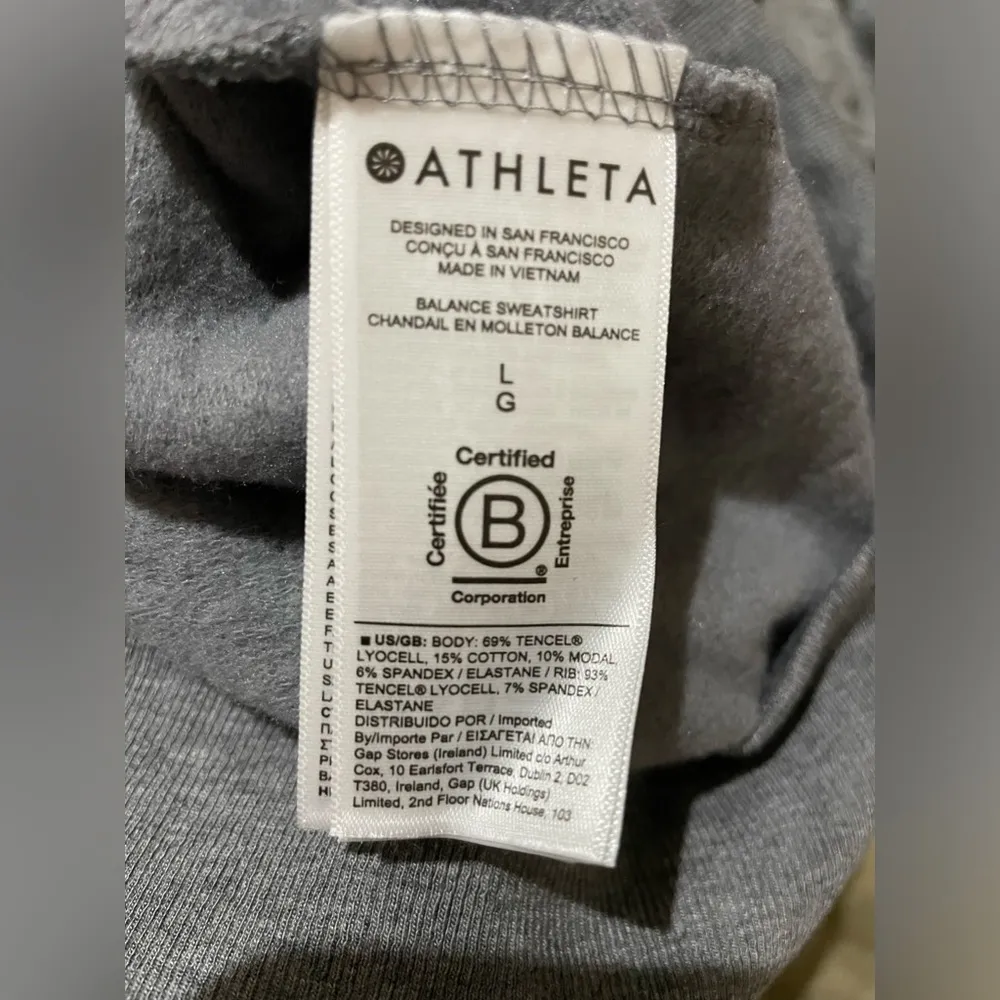 ATHLETA
DESIGNED IN SAN FRANCISCO
CONÇU À SAN FRANCISCO
MADE IN VIETNAM
BALANCE SWEATSHIRT
CHANDAIL EN MOLLETON BALANCE
L
G
Certified
Certifiée
B
Entreprise
®
Corporation
■ US/GB: BODY: 69% TENCEL®
LYOCELL, 15% COTTON, 10% MODAL,
6% SPANDEX / ELASTANE / RIB: 93%
TENCEL® LYOCELL, 7% SPANDEX /
ELASTANE
DISTRIBUIDO POR / Imported
By/Importe Par / ΕΙΣΑΓΕΤΑΙ ΑΠΟ ΤΗΝ:
Gap Stores (Ireland) Limited c/o Arthur
Cox, 10 Earlsfort Terrace, Dublin 2, D02
T380, Ireland, Gap (UK Holdings)
Limited, 2nd Floor Nations House, 103